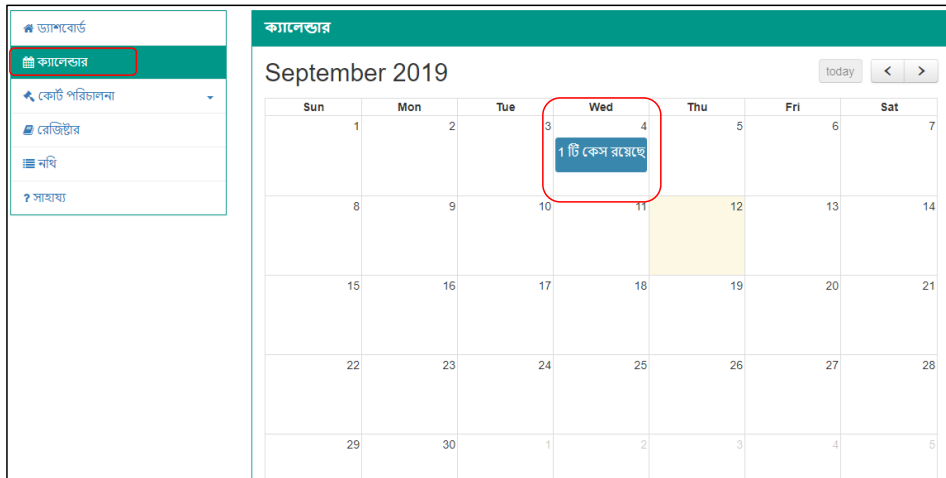 ড্যাশবোর্ড
ক্যালেন্ডার
কোর্ট পরিচালনা
রেজিষ্টার
নথি
? সাহায্য
ক্যালেন্ডার
September 2019
today < >
Sun Mon Tue Wed Thu Fri Sat
1 2 3 4 5 6 7
1 টি কেস রয়েছে
8 9 10 11 12 13 14
15 16 17 18 19 20 21
22 23 24 25 26 27 28
29 30 1 2 3 4 5